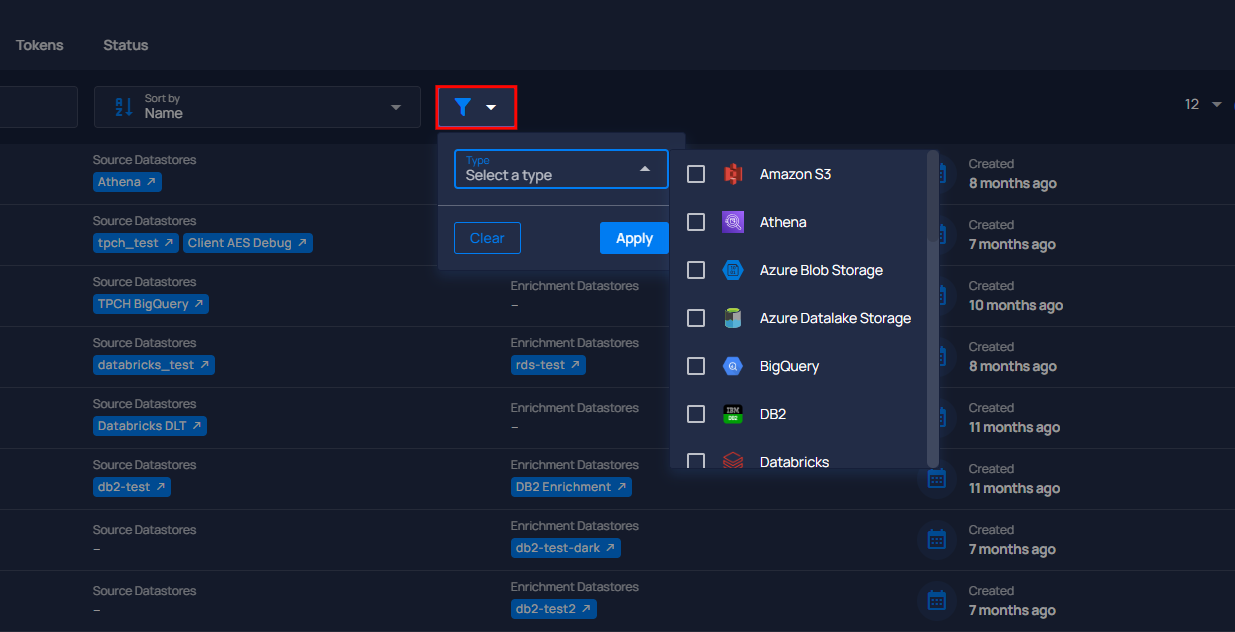 Tokens Status
Sort by
Name
12
Type
Select a type
Clear Apply
Amazon S3
Athena
Azure Blob Storage
Azure Datalake Storage
BigQuery
IBM
DB2
DB2
Databricks
Source Datastores
Athena
Created
8 months ago
Source Datastores
tpch_test Client AES Debug
Created
7 months ago
Source Datastores
TPCH BigQuery
Enrichment Datastores
–
Created
10 months ago
Source Datastores
databricks_test
Enrichment Datastores
rds-test
Created
8 months ago
Source Datastores
Databricks DLT
Enrichment Datastores
–
Created
11 months ago
Source Datastores
db2-test
Enrichment Datastores
DB2 Enrichment
Created
11 months ago
Source Datastores
–
Enrichment Datastores
db2-test-dark
Created
7 months ago
Source Datastores
–
Enrichment Datastores
db2-test2
Created
7 months ago